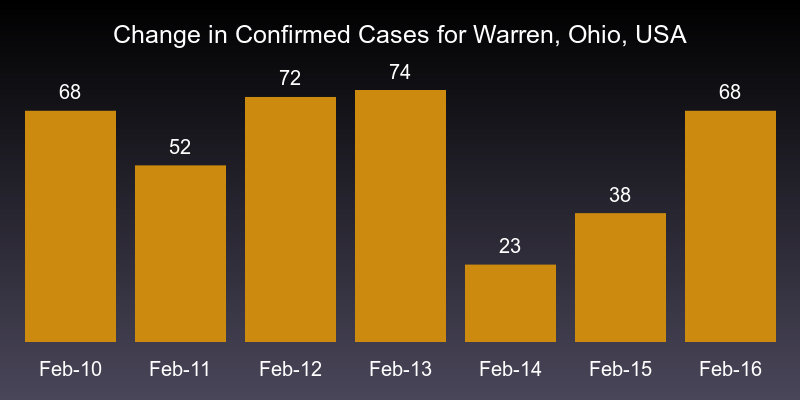 Change in Confirmed Cases for Warren, Ohio, USA
68
52
72
74
23
38
68
Feb-10
Feb-11
Feb-12
Feb-13
Feb-14
Feb-15
Feb-16